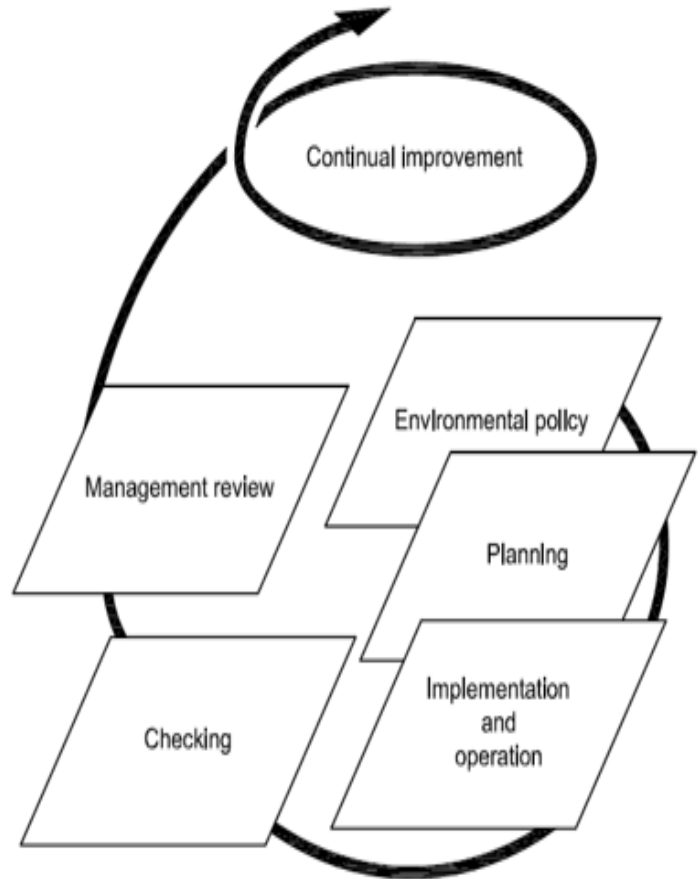 Continual improvement
Environmental policy
Management review
Planning
Implementation
and
operation
Checking